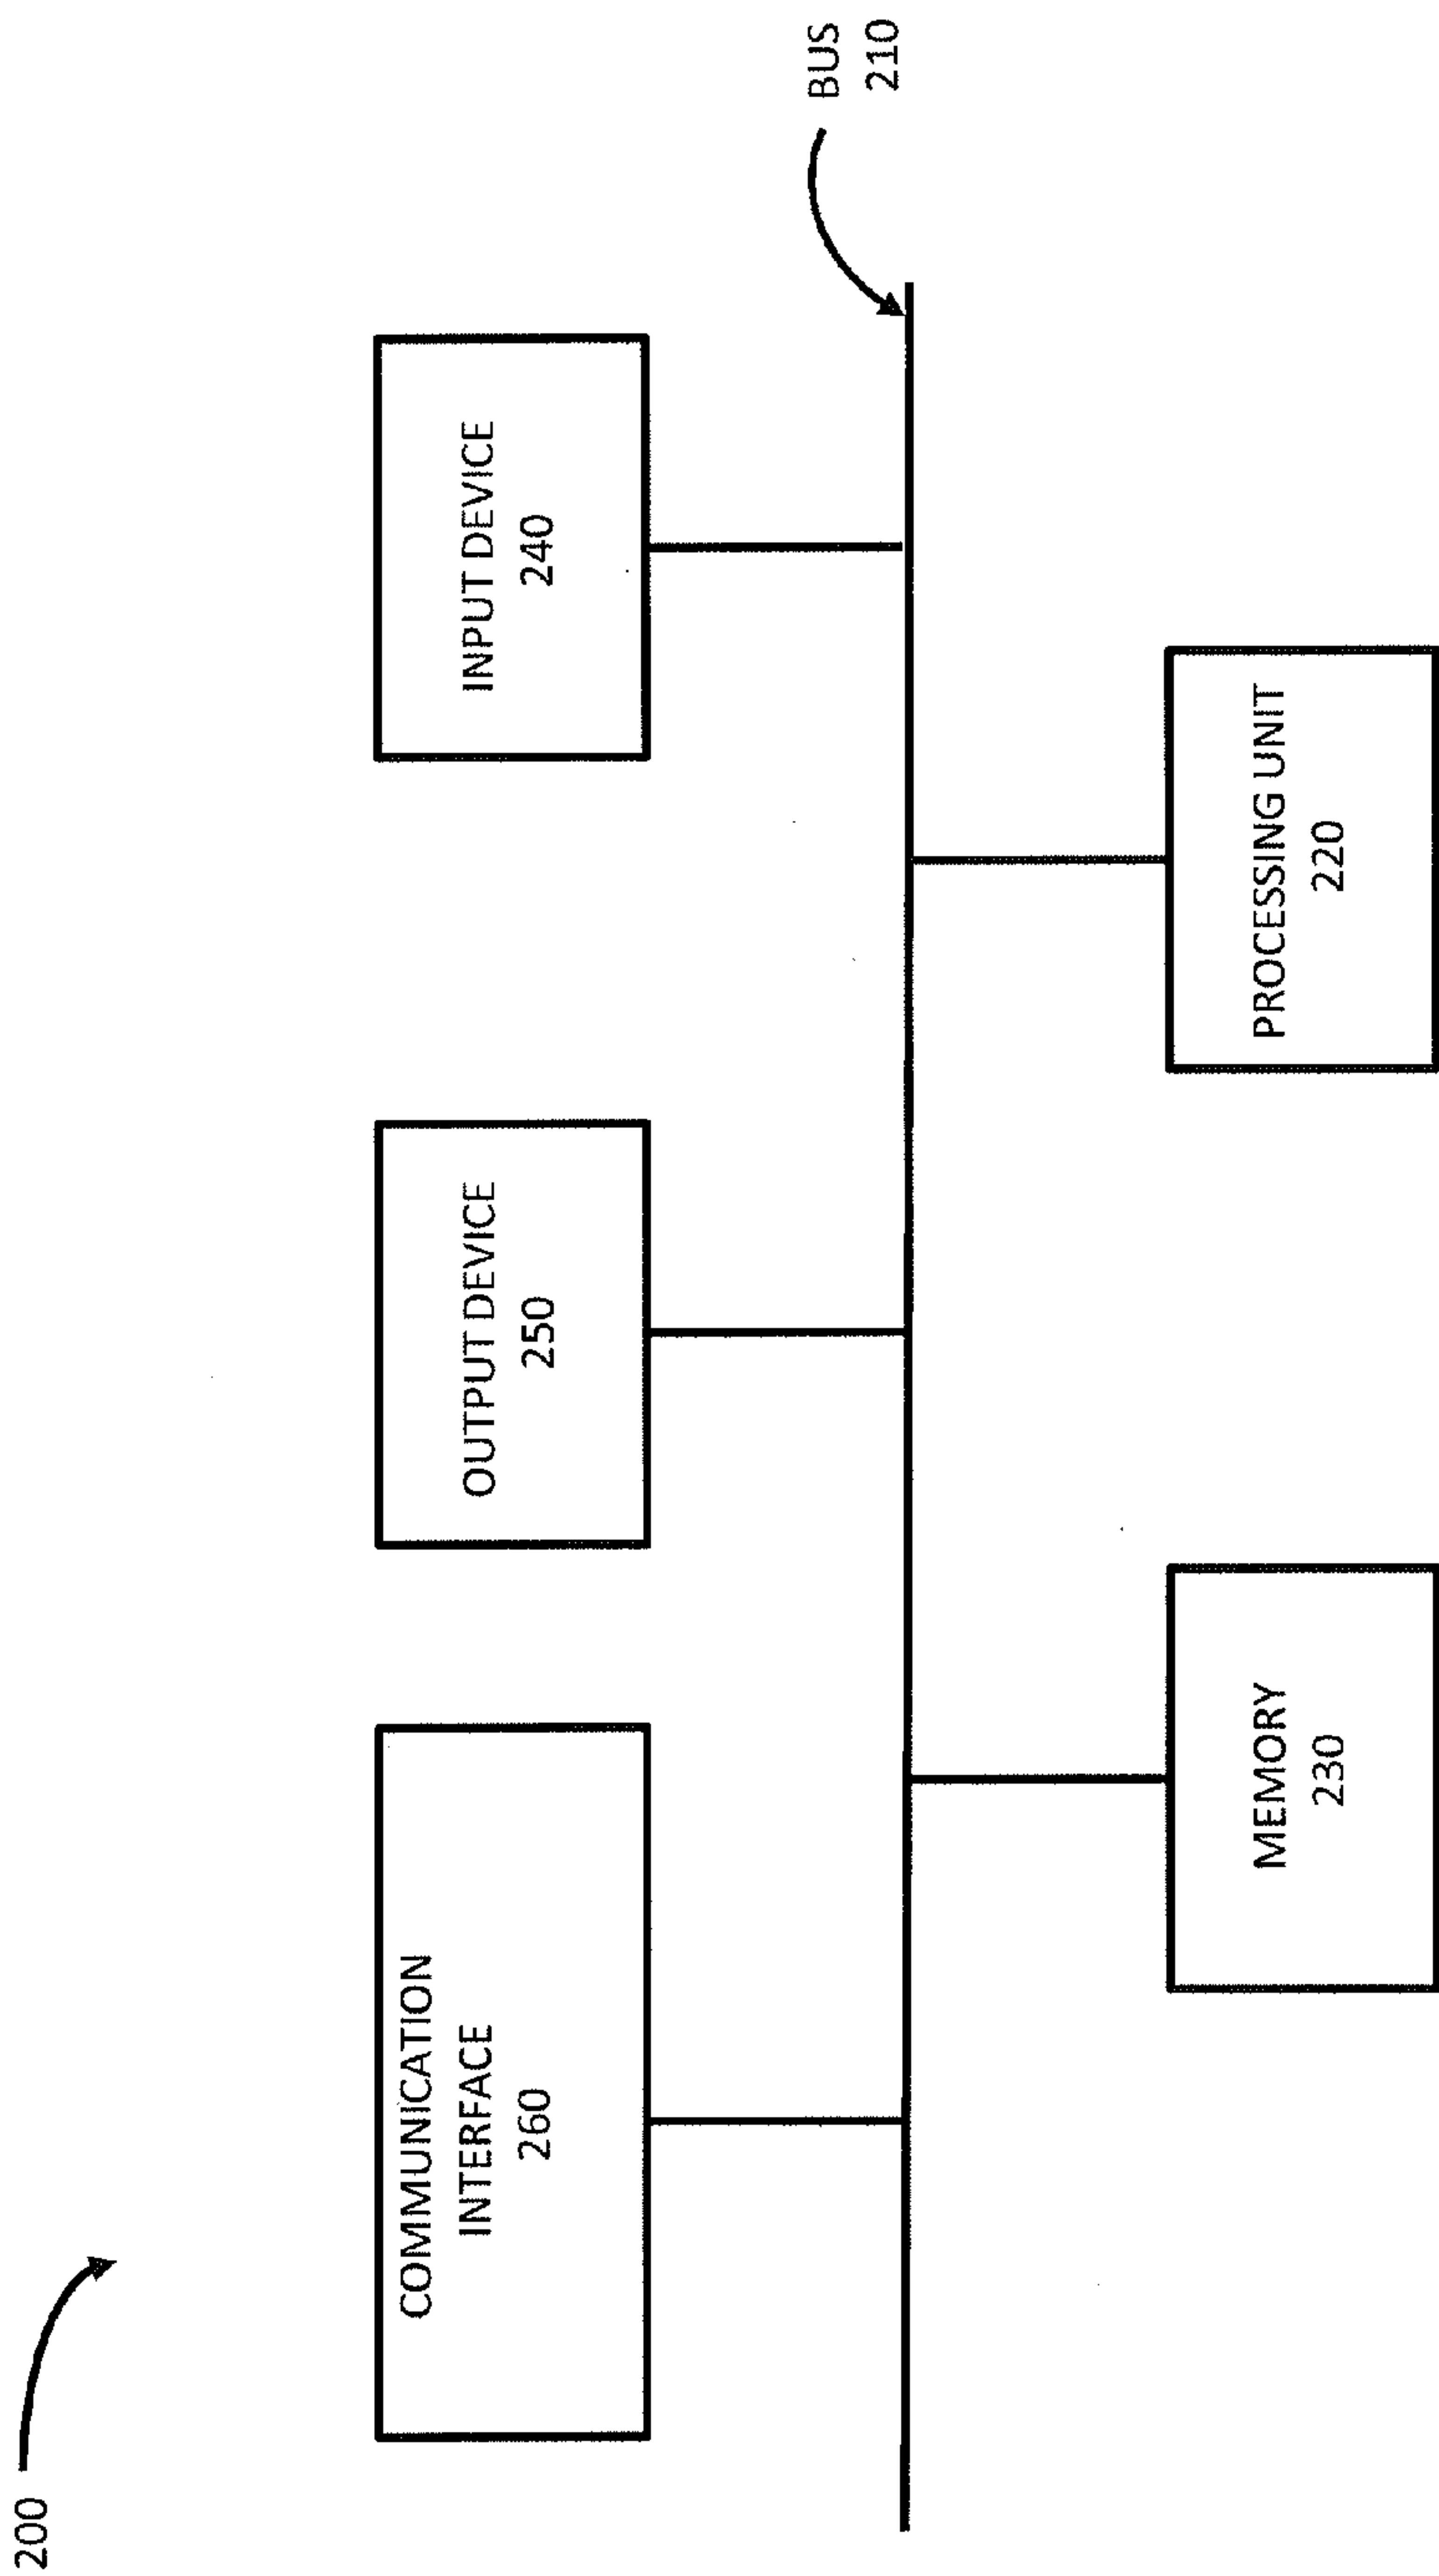 200
COMMUNICATION
INTERFACE
260
OUTPUT DEVICE
250
INPUT DEVICE
240
BUS
210
MEMORY
230
PROCESSING UNIT
220